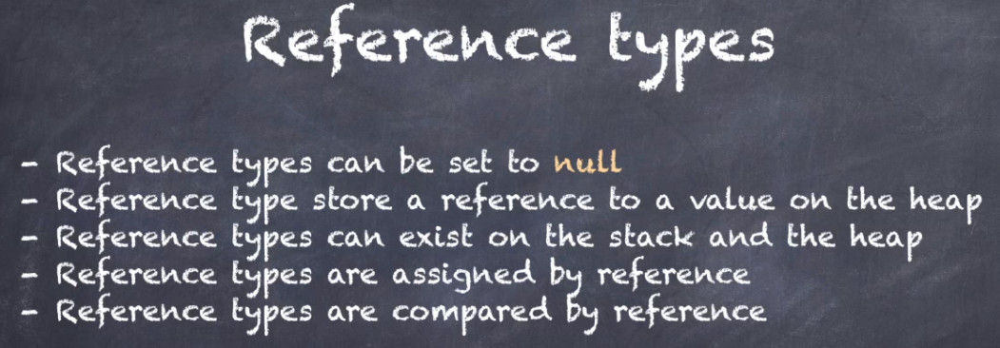 Reference types
- Reference types can be set to null
- Reference type store a reference to a value on the heap
- Reference types can exist on the stack and the heap
- Reference types are assigned by reference
- Reference types are compared by reference